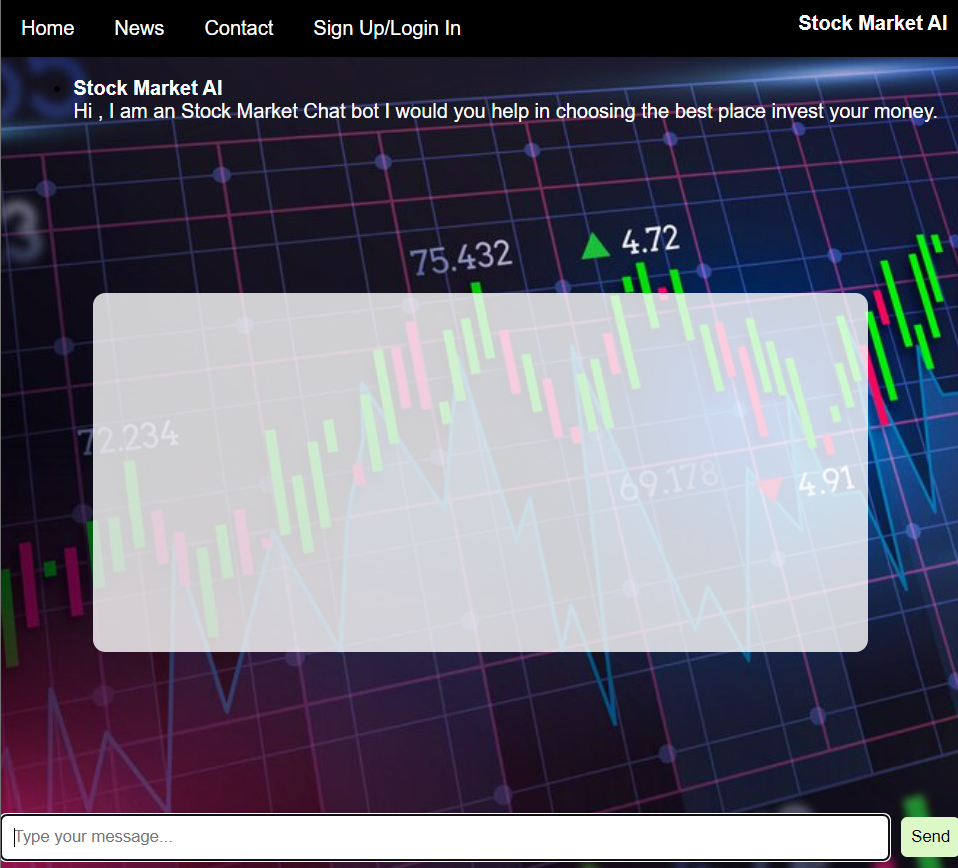 Home News Contact Sign Up/Login In Stock Market AI
Stock Market AI
Hi , I am an Stock Market Chat bot I would you help in choosing the best place invest your money.
4.72
75.432
72.234
69.178
4.91
Type your message...
Send